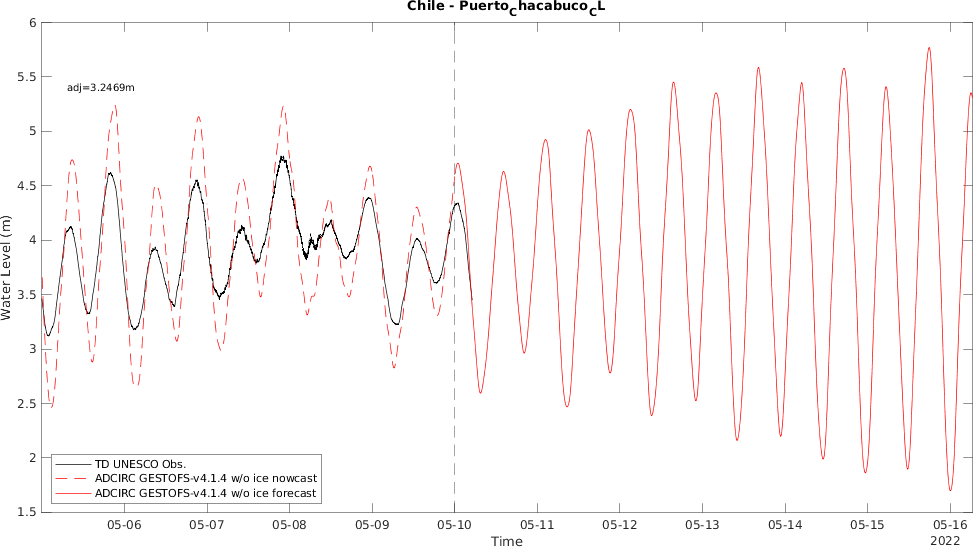 Chile - Puerto_Chacabuco_CL
6
5.5
adj=3.2469m
5
4.5
4
3.5
3
2.5
2
1.5
Water Level (m)
TD UNESCO Obs.
ADCIRC GESTOFS-v4.1.4 w/o ice nowcast
ADCIRC GESTOFS-v4.1.4 w/o ice forecast
05-06 05-07 05-08 05-09 05-10 05-11 05-12 05-13 05-14 05-15 05-16
Time
2022